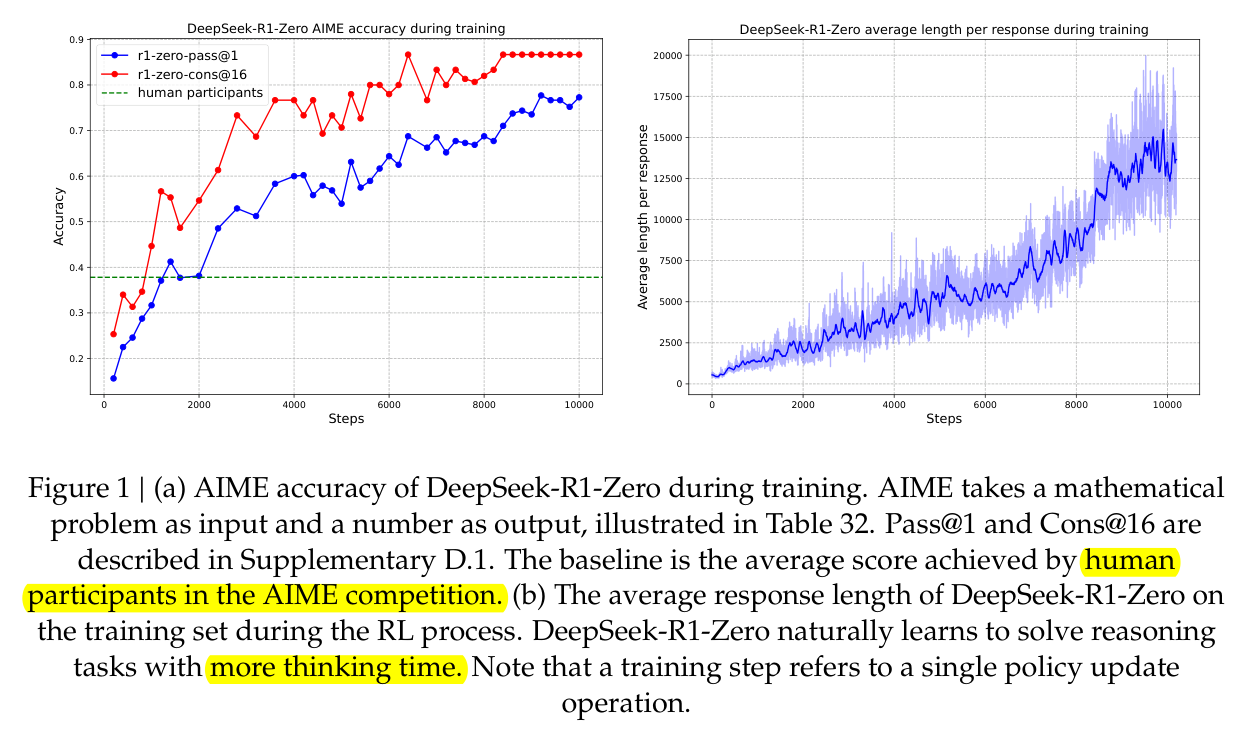 DeepSeek-R1-Zero AIME accuracy during training
0.9
0.8
0.7
0.6
0.5
0.4
0.3
0.2
Accuracy
r1-zero-pass@1
r1-zero-cons@16
human participants
0
2000
4000
6000
8000
10000
Steps
DeepSeek-R1-Zero average length per response during training
20000
17500
15000
12500
10000
7500
5000
2500
0
Average length per response
0
2000
4000
6000
8000
10000
Steps
Figure 1 | (a) AIME accuracy of DeepSeek-R1-Zero during training. AIME takes a mathematical
problem as input and a number as output, illustrated in Table 32. Pass@1 and Cons@16 are
described in Supplementary D.1. The baseline is the average score achieved by human
participants in the AIME competition. (b) The average response length of DeepSeek-R1-Zero on
the training set during the RL process. DeepSeek-R1-Zero naturally learns to solve reasoning
tasks with more thinking time. Note that a training step refers to a single policy update
operation.